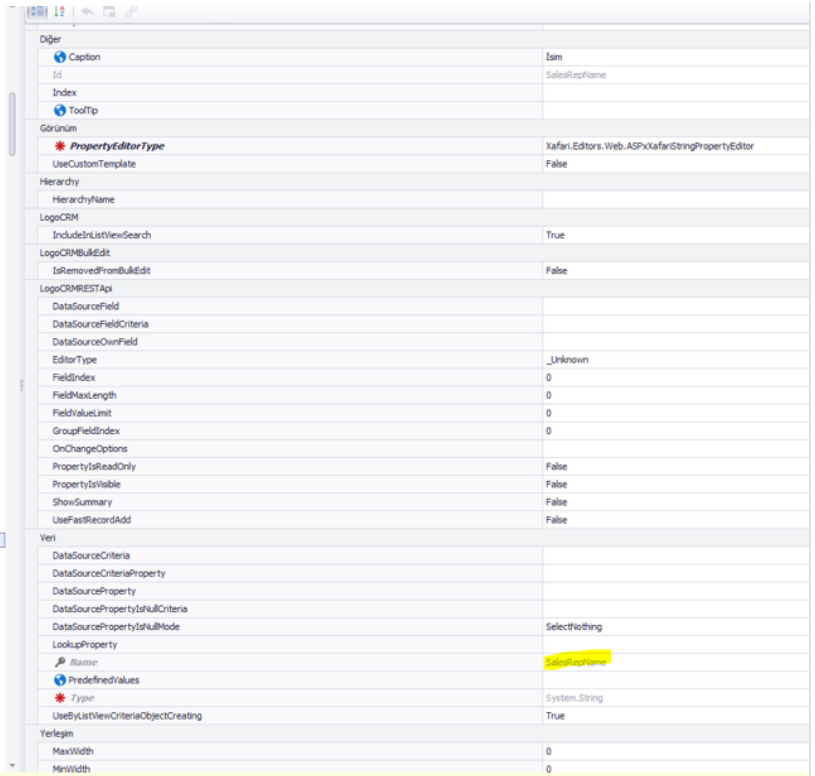 Diğer
Caption İsim
Id SalesRepName
Index
ToolTip
Görünüm
PropertyEditorType Xafari.Editors.Web.ASPxXafariStringPropertyEditor
UseCustomTemplate False
Hierarchy
HierarchyName
LogoCRM
IncludeInListViewSearch True
LogoCRMBulkEdit
IsRemovedFromBulkEdit False
LogoCRMRESTApi
DataSourceField
DataSourceFieldCriteria
DataSourceOwnField
EditorType _Unknown
FieldIndex 0
FieldMaxLength 0
FieldValueLimit 0
GroupFieldIndex 0
OnChangeOptions
PropertyIsReadOnly False
PropertyIsVisible False
ShowSummary False
UseFastRecordAdd False
Veri
DataSourceCriteria
DataSourceCriteriaProperty
DataSourceProperty
DataSourcePropertyIsNullCriteria
DataSourcePropertyIsNullMode SelectNothing
LookupProperty
Name SalesRepName
PredefinedValues
Type System.String
UseByListViewCriteriaObjectCreating True
Yerleşim
MaxWidth 0
MinWidth 0